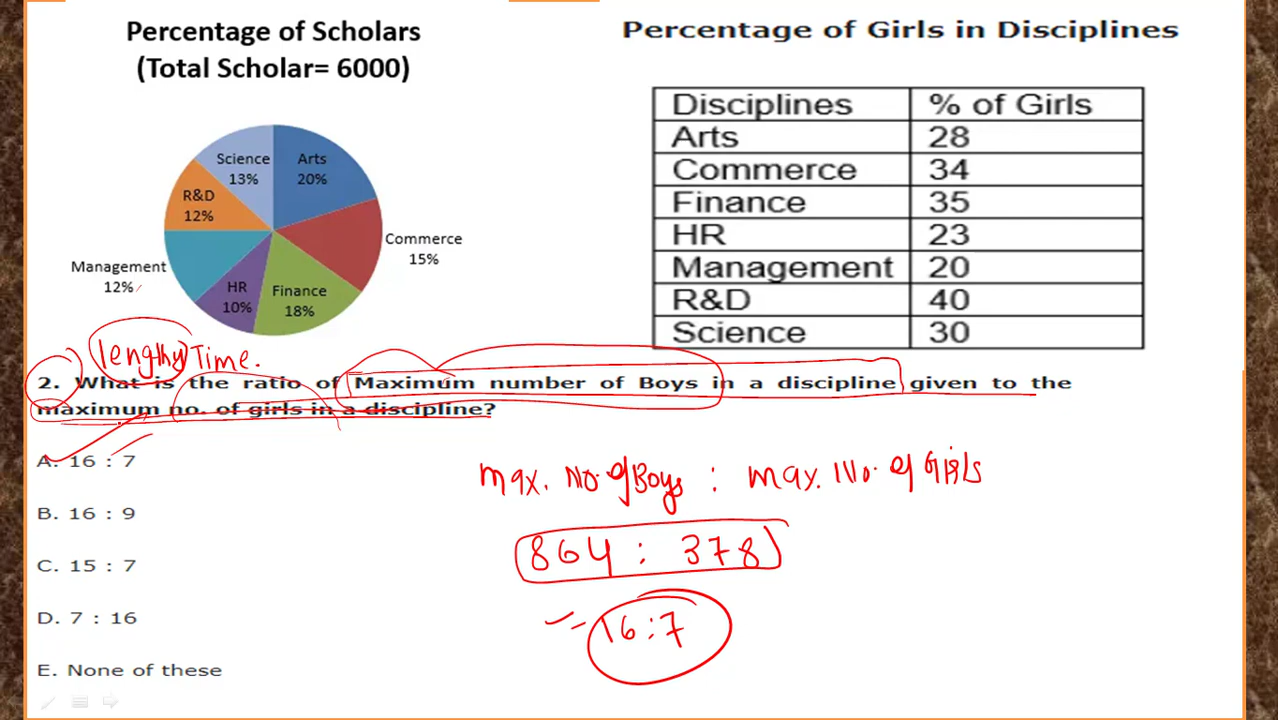 Percentage of Scholars
(Total Scholar= 6000)
Science
13%
Arts
20%
R&D
12%
Commerce
15%
Management
12%
HR
10%
Finance
18%
Percentage of Girls in Disciplines
Disciplines % of Girls
Arts 28
Commerce 34
Finance 35
HR 23
Management 20
R&D 40
Science 30
lengthy Time.
2. What is the ratio of Maximum number of Boys in a discipline given to the
maximum no. of girls in a discipline?
A. 16 : 7
B. 16 : 9
C. 15 : 7
D. 7 : 16
E. None of these
max. No. of Boys : max. No. of Girls
864 : 378
= 16:7